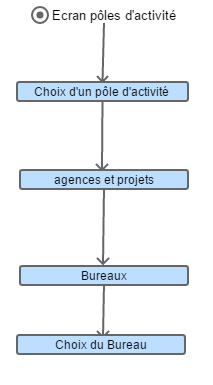 Ecran pôles d'activité
Choix d'un pôle d'activité
agences et projets
Bureaux
Choix du Bureau